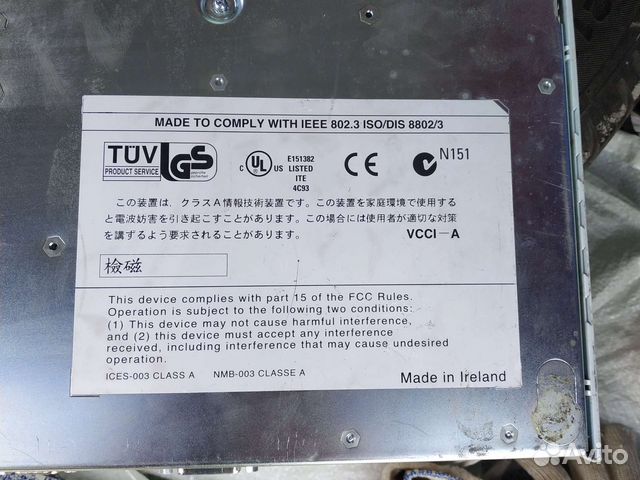 MADE TO COMPLY WITH IEEE 802.3 ISO/DIS 8802/3
TÜV
PRODUCT SERVICE
GS
geprüfte
Sicherheit
C UL US
E151382
LISTED
ITE
4C93
CE
N151
この装置は、クラスA情報技術装置です。この装置を家庭環境で使用する
と電波妨害を引き起こすことがあります。この場合には使用者が適切な対策
を講ずるよう要求されることがあります。
VCCI-A
檢磁
This device complies with part 15 of the FCC Rules.
Operation is subject to the following two conditions:
(1) This device may not cause harmful interference,
and (2) this device must accept any interference
received, including interference that may cause undesired
operation.
ICES-003 CLASS A NMB-003 CLASSE A
Made in Ireland
Avito